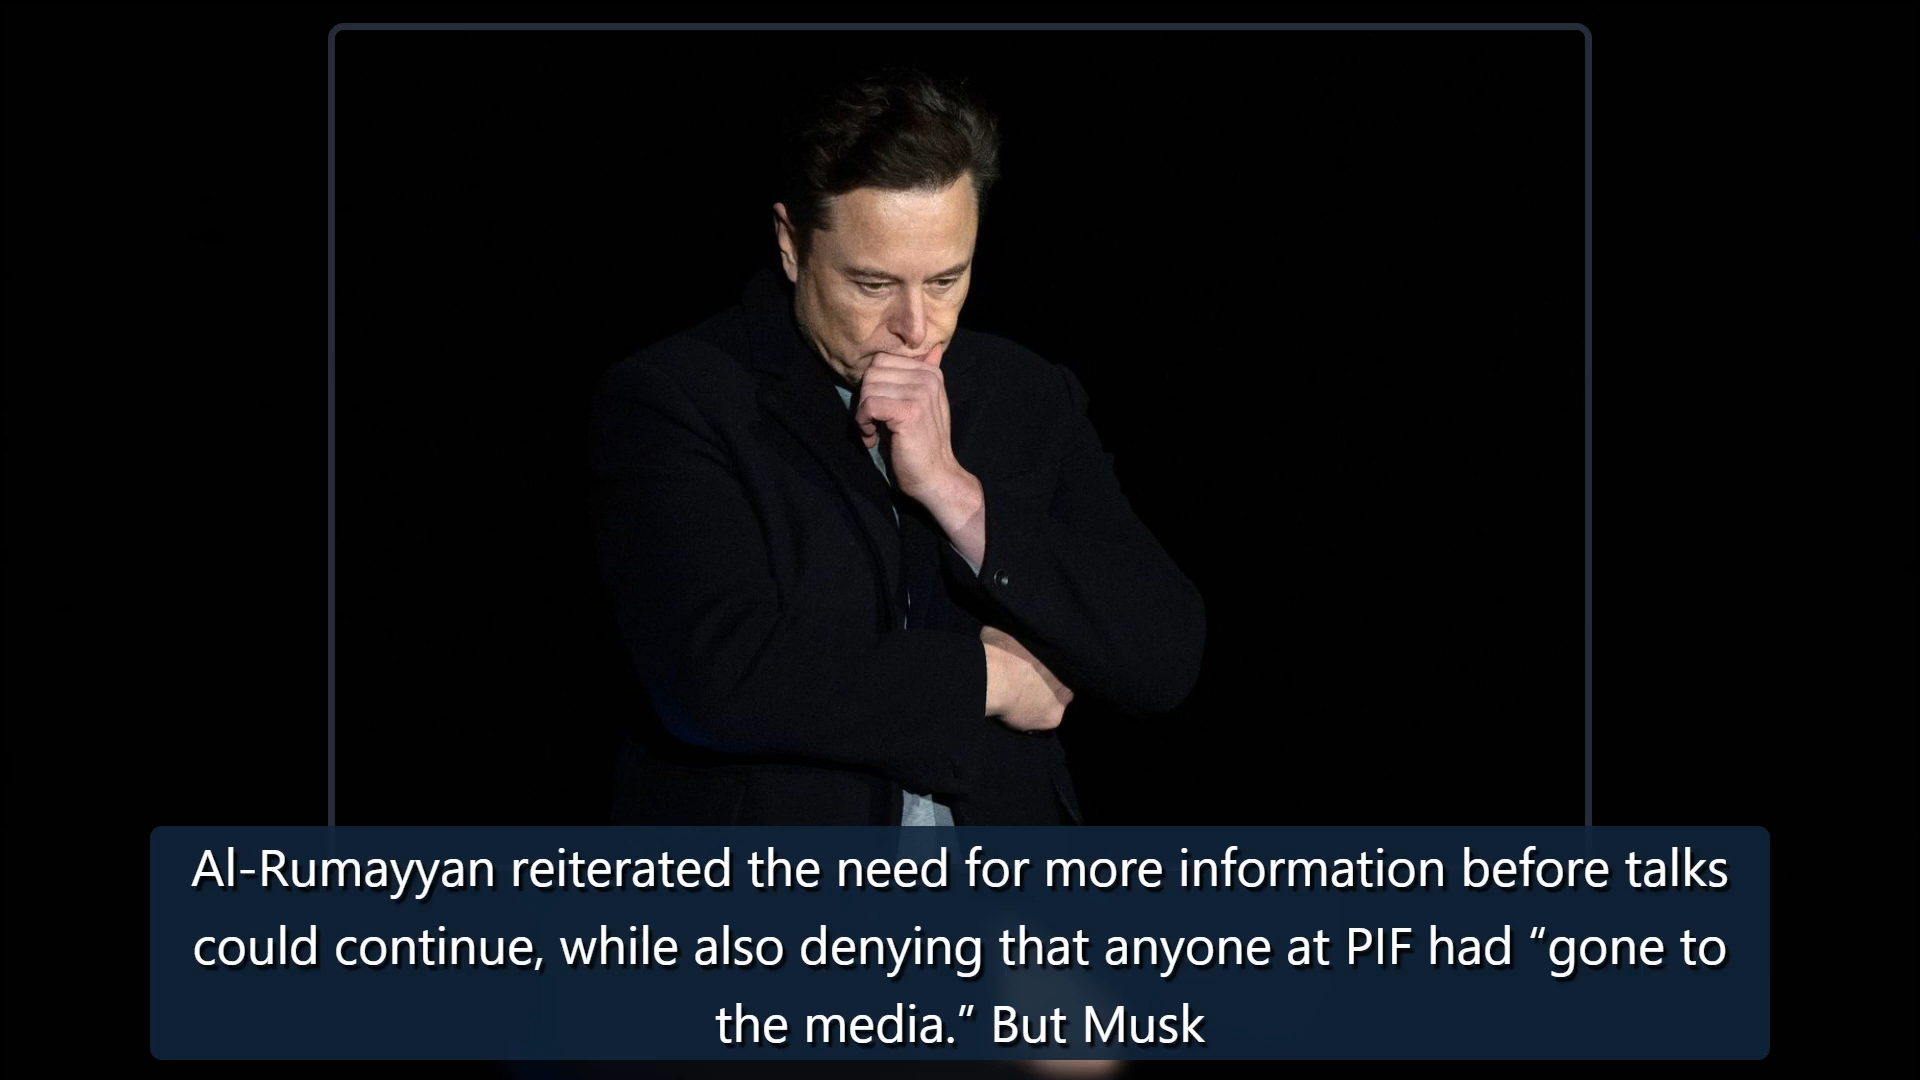 Al-Rumayyan reiterated the need for more information before talks
could continue, while also denying that anyone at PIF had “gone to
the media.” But Musk